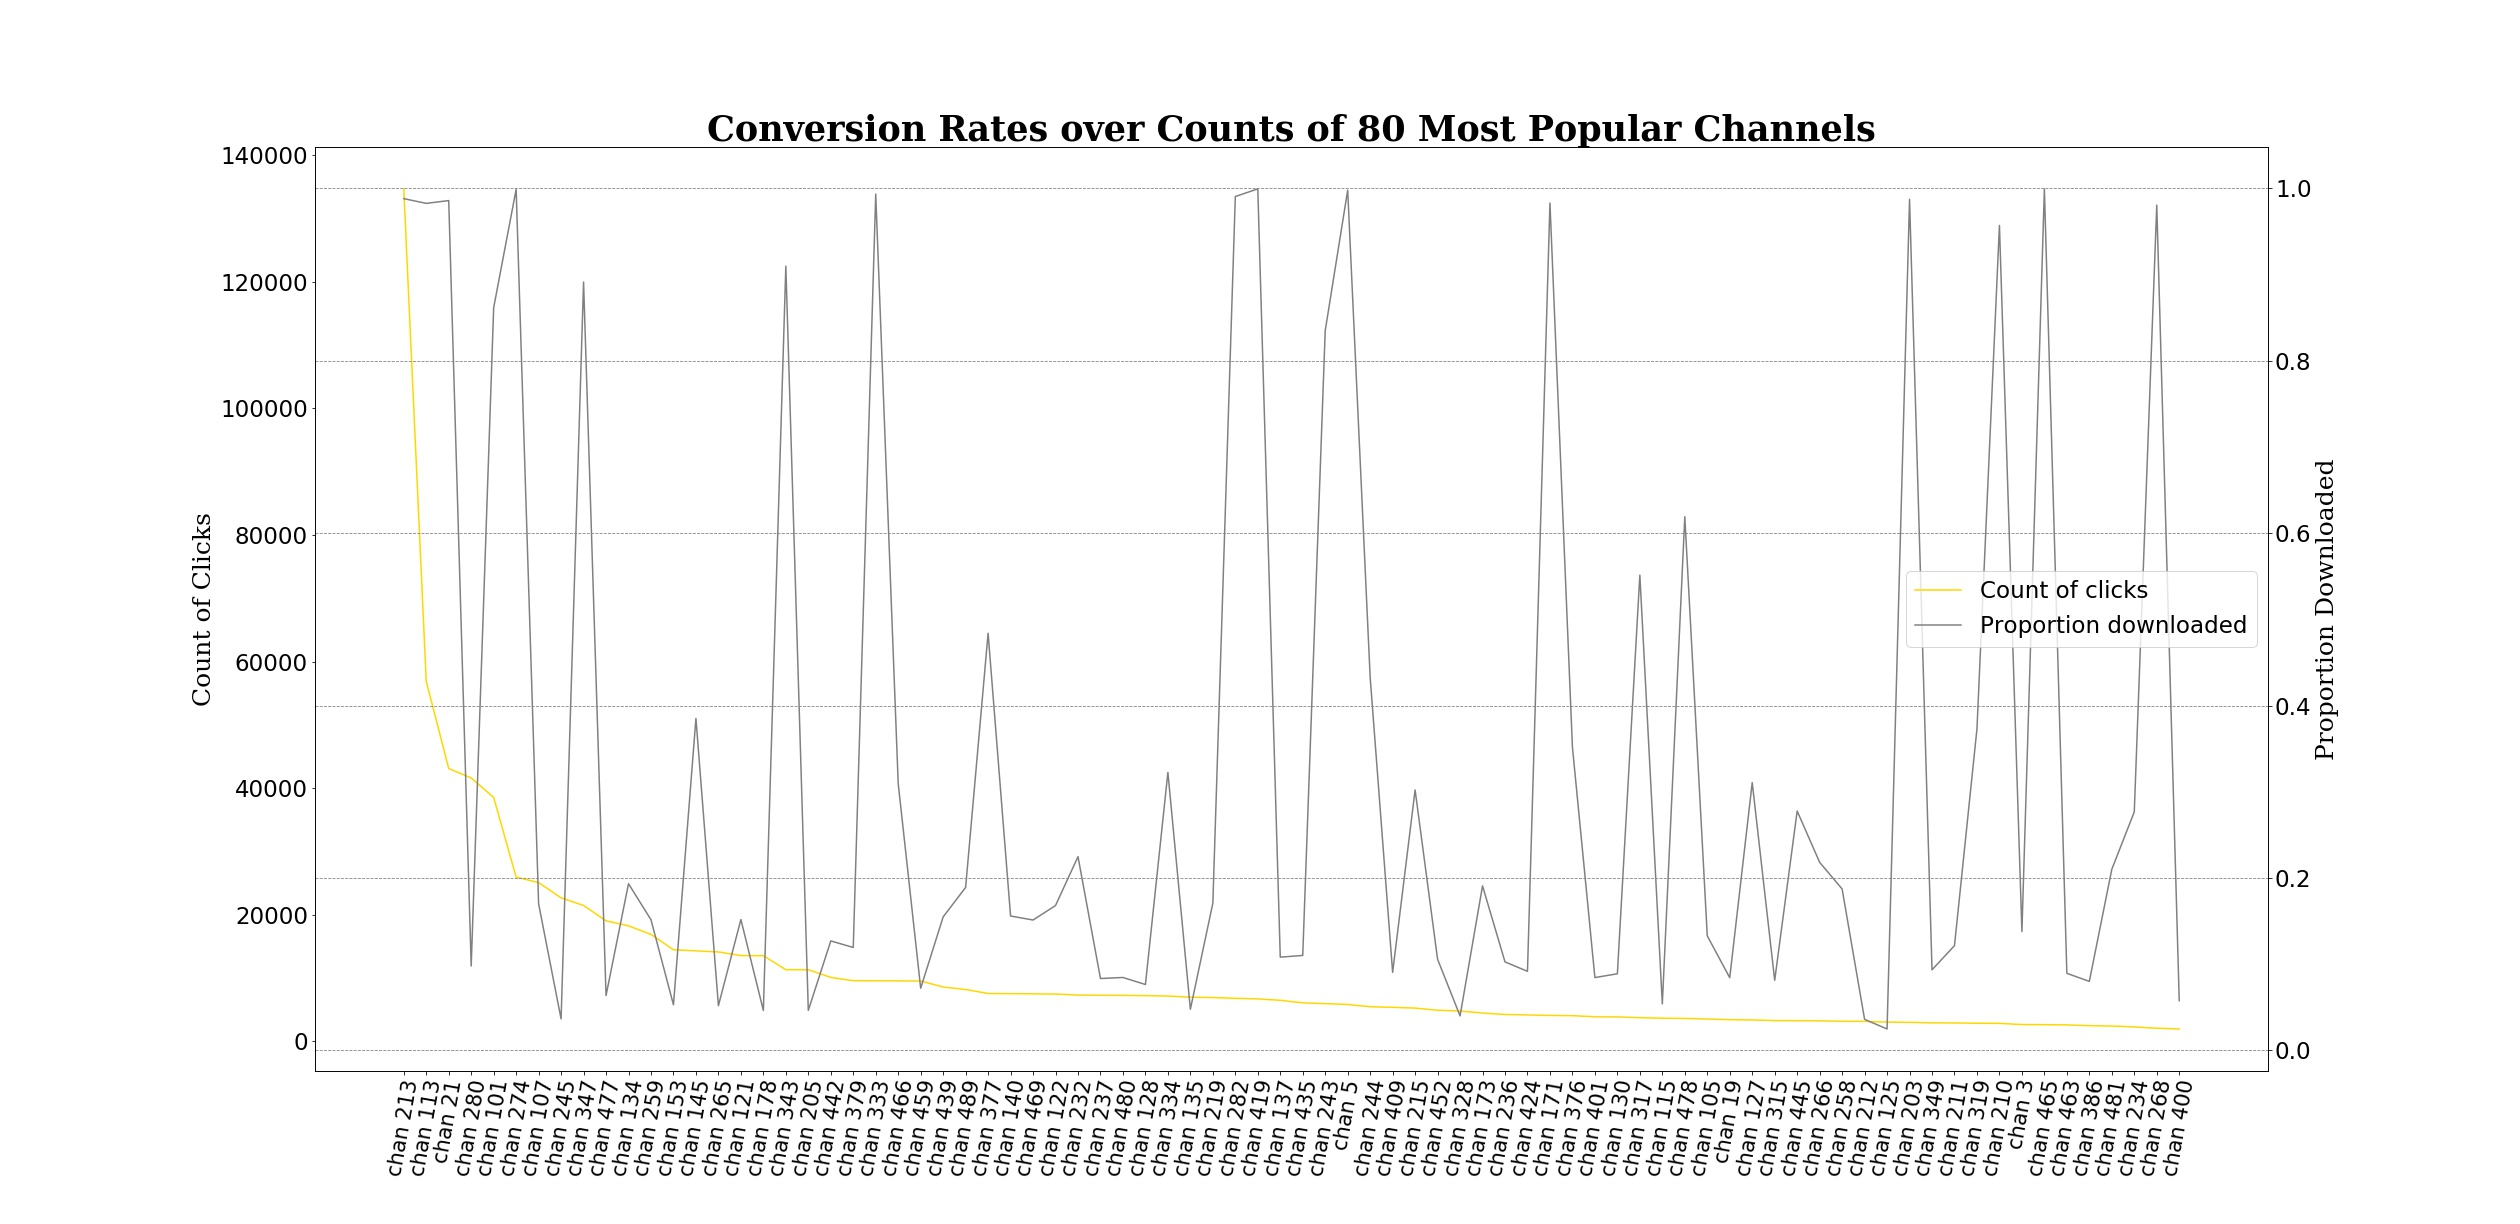 Conversion Rates over Counts of 80 Most Popular Channels
140000
120000
100000
80000
60000
40000
20000
0
Count of Clicks
1.0
0.8
0.6
0.4
0.2
0.0
Proportion Downloaded
Count of clicks
Proportion downloaded
chan 213
chan 113
chan 21
chan 280
chan 101
chan 274
chan 107
chan 245
chan 347
chan 477
chan 134
chan 259
chan 153
chan 145
chan 265
chan 121
chan 178
chan 343
chan 205
chan 442
chan 379
chan 333
chan 466
chan 459
chan 439
chan 489
chan 377
chan 140
chan 469
chan 122
chan 232
chan 237
chan 480
chan 128
chan 334
chan 135
chan 219
chan 282
chan 419
chan 137
chan 435
chan 243
chan 5
chan 244
chan 409
chan 215
chan 452
chan 328
chan 173
chan 236
chan 424
chan 171
chan 376
chan 401
chan 130
chan 317
chan 115
chan 478
chan 105
chan 19
chan 127
chan 315
chan 445
chan 266
chan 258
chan 212
chan 125
chan 203
chan 349
chan 211
chan 319
chan 210
chan 3
chan 465
chan 463
chan 386
chan 481
chan 234
chan 268
chan 400